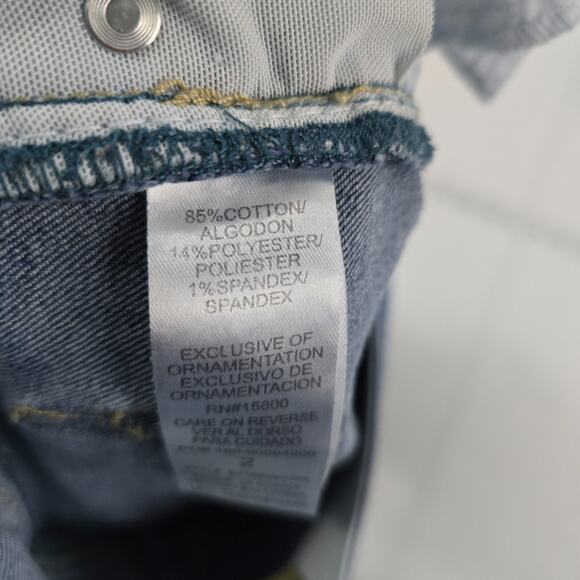 85%COTTON/
ALGODON
14%POLYESTER/
POLIESTER
1%SPANDEX/
SPANDEX
EXCLUSIVE OF
ORNAMENTATION
EXCLUSIVO DE
ORNAMENTACION
RN#15600
CARE ON REVERSE
VER AL DORSO
PARA CUIDADO
2